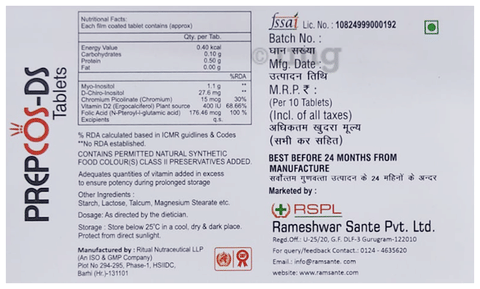 PREPCOS-DS
Tablets
Nutritional Facts:
Each film coated tablet contains (approx)
Qty. per Tab.
Energy Value 0.40 kcal
Carbohydrates 0.10 g
Protein 0.50 g
Fat 0.00 g
%RDA
Myo-Inositol 1.1 g **
D-Chiro-Inositol 27.6 mg **
Chromium Picolinate (Chromium) 15 mcg 30%
Vitamin D2 (Ergocalciferol) Plant source 400 IU 68.66%
Folic Acid (N-Pteroyl-l-glutamic acid) 176.46 mcg 100 %
Excipients q.s.
% RDA calculated based in ICMR guidlines & Codes
**No RDA established.
CONTAINS PERMITTED NATURAL SYNTHETIC
FOOD COLOUR(S) CLASS II PRESERVATIVES ADDED.
Adequates quantities of vitamin added in excess
to ensure potency during prolonged storage
Other Ingredients :
Starch, Lactose, Talcum, Magnesium Stearate etc.
Dosage: As directed by the dietician.
Storage : Store below 25°C in a cool, dry & dark place.
Protect from direct sunlight.
Manufactured by : Ritual Nutraceutical LLP
(An ISO & GMP Company)
Plot No 294-295, Phase-1, HSIIDC,
Barhi (Hr.)-131101
fssai Lic. No. : 10824999000192
Batch No. :
घान सख्या
Mfg. Date :
उत्पादन तिथि
M.R.P. ₹ :
(Per 10 Tablets)
(Incl. of all taxes)
अधिकतम खुदरा मूल्य
(सभी कर सहित)
BEST BEFORE 24 MONTHS FROM
MANUFACTURE
सर्वोत्तम गुणवत्ता उत्पादन के 24 महिनों के अन्दर
Marketed by :
RSPL
Rameshwar Sante Pvt. Ltd.
Regd.Off.: U-25/20, G.F. DLF-3 Gurugram-122010
For query/feedback Contact : 0124 - 4635620
Email.: info@ramsante. com
website: www.ramsante.com